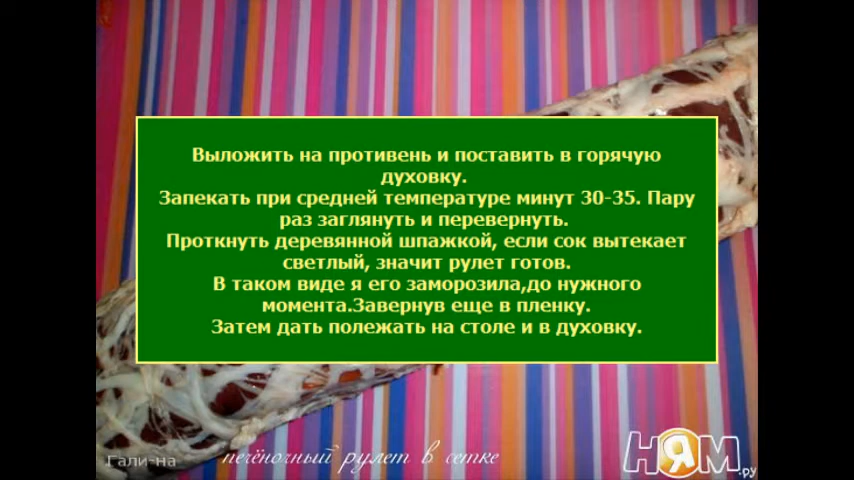 Выложить на противень и поставить в горячую
духовку.
Запекать при средней температуре минут 30-35. Пару
раз заглянуть и перевернуть.
Проткнуть деревянной шпажкой, если сок вытекает
светлый, значит рулет готов.
В таком виде я его заморозила,до нужного
момента.Завернув еще в пленку.
Затем дать полежать на столе и в духовку.
Гали-на
печёночный рулет в сетке
НЯМ.ру